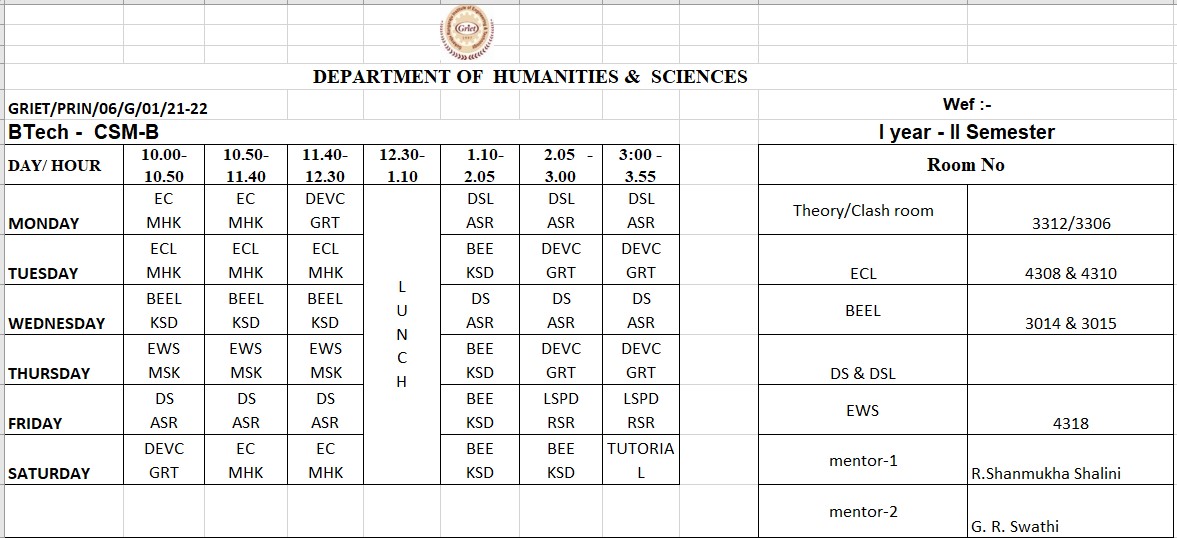 Griet
DEPARTMENT OF HUMANITIES & SCIENCES
GRIET/PRIN/06/G/01/21-22
Wef :-
BTech - CSM-B
I year - II Semester
DAY/ HOUR 10.00-10.50 10.50-11.40 11.40-12.30 12.30-1.10 1.10-2.05 2.05 -3.00 3:00 -3.55
Room No
EC EC DEVC DSL DSL DSL
MONDAY MHK MHK GRT ASR ASR ASR
Theory/Clash room 3312/3306
ECL ECL ECL BEE DEVC DEVC
TUESDAY MHK MHK MHK KSD GRT GRT
ECL 4308 & 4310
BEEL BEEL BEEL DS DS DS
WEDNESDAY KSD KSD KSD ASR ASR ASR
BEEL 3014 & 3015
EWS EWS EWS BEE DEVC DEVC
THURSDAY MSK MSK MSK KSD GRT GRT
DS & DSL
DS DS DS BEE LSPD LSPD
FRIDAY ASR ASR ASR KSD RSR RSR
EWS 4318
DEVC EC EC BEE BEE TUTORIA
SATURDAY GRT MHK MHK KSD KSD L
mentor-1 R.Shanmukha Shalini
mentor-2 G. R. Swathi
L
U
N
C
H